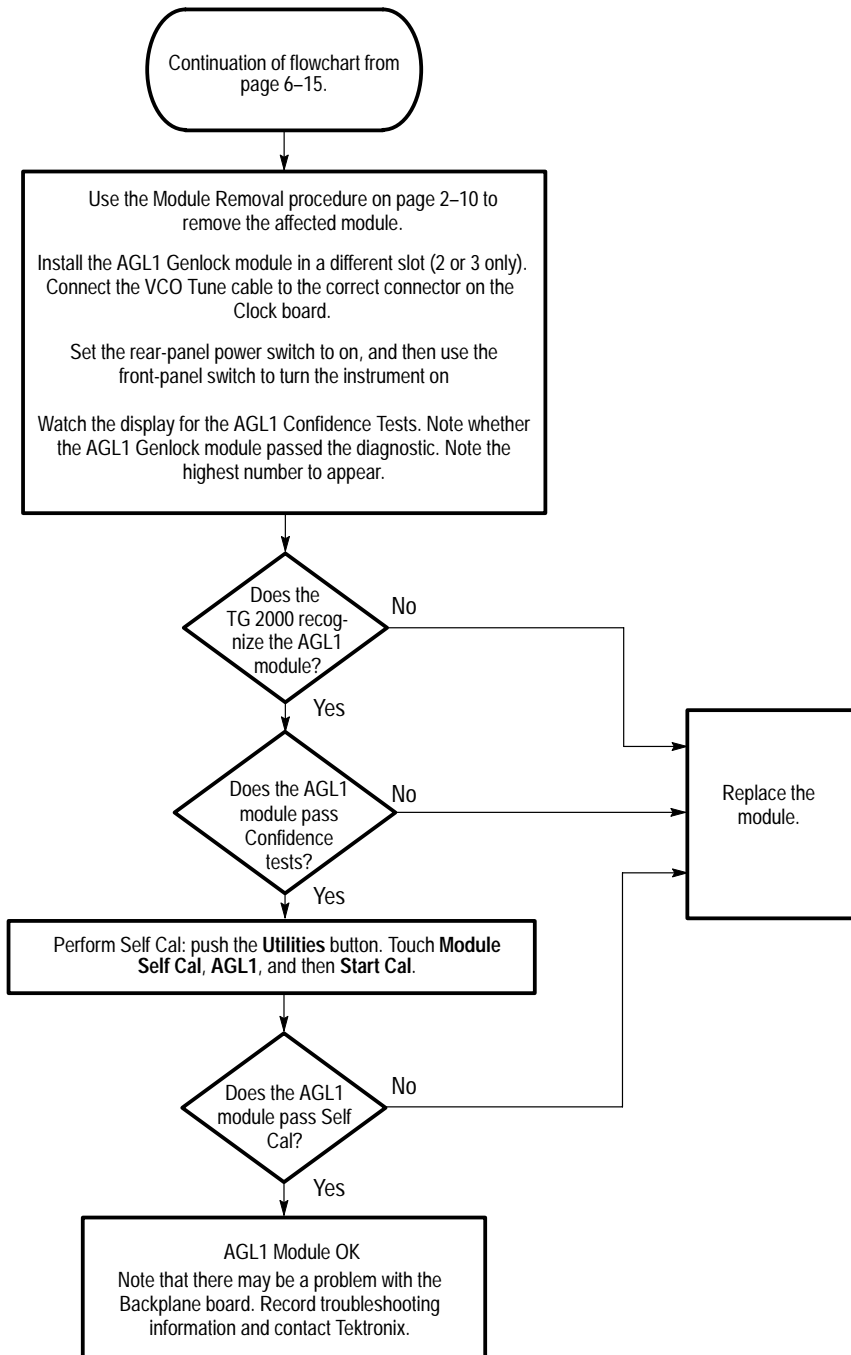 Continuation of flowchart from
page 6–15.
Use the Module Removal procedure on page 2–10 to
remove the affected module.
Install the AGL1 Genlock module in a different slot (2 or 3 only).
Connect the VCO Tune cable to the correct connector on the
Clock board.
Set the rear-panel power switch to on, and then use the
front-panel switch to turn the instrument on
Watch the display for the AGL1 Confidence Tests. Note whether
the AGL1 Genlock module passed the diagnostic. Note the
highest number to appear.
Does the
TG 2000 recog-
nize the AGL1
module?
No
Yes
Does the AGL1
module pass
Confidence
tests?
No
Replace the
module.
Yes
Perform Self Cal: push the Utilities button. Touch Module
Self Cal, AGL1, and then Start Cal.
Does the AGL1
module pass Self
Cal?
No
Yes
AGL1 Module OK
Note that there may be a problem with the
Backplane board. Record troubleshooting
information and contact Tektronix.